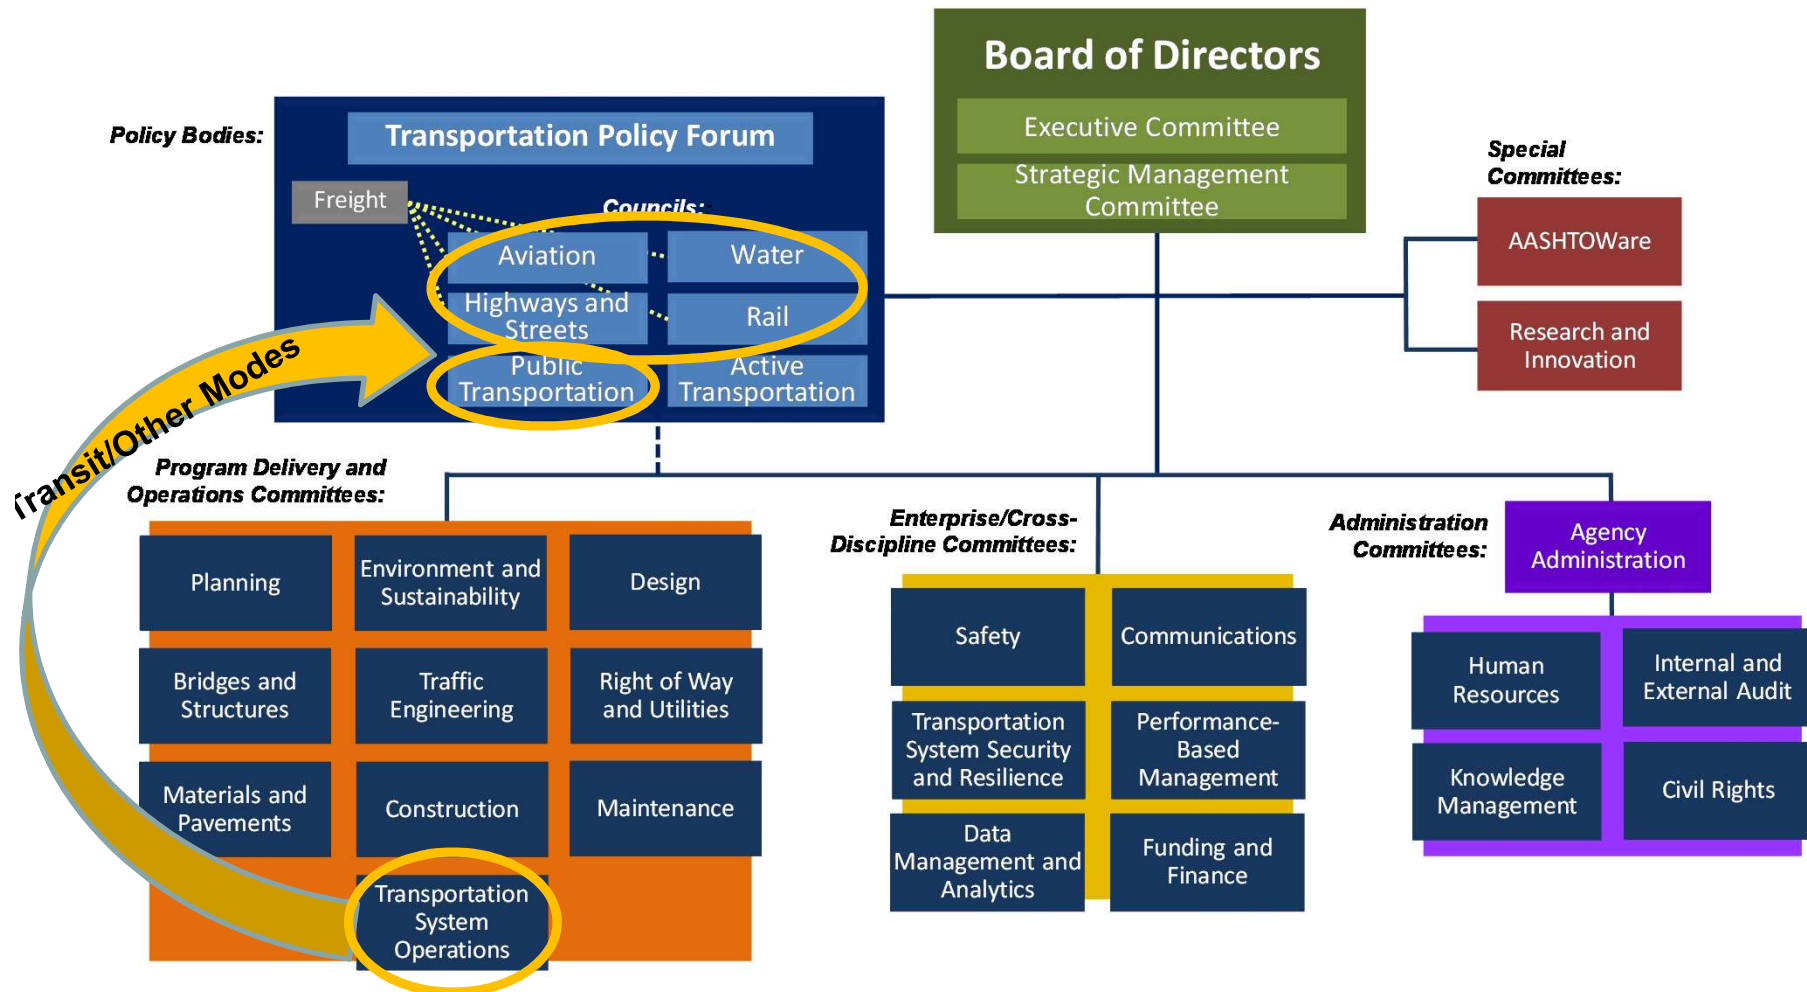 Board of Directors
Executive Committee
Strategic Management
Committee
Policy Bodies:
Transportation Policy Forum
Freight
Councils:
Aviation
Water
Highways and
Streets
Rail
Public
Transportation
Active
Transportation
Special
Committees:
AASHTOWare
Research and
Innovation
Transit/Other Modes
Program Delivery and
Operations Committees:
Planning
Environment and
Sustainability
Design
Bridges and
Structures
Traffic
Engineering
Right of Way
and Utilities
Materials and
Pavements
Construction
Maintenance
Transportation
System
Operations
Enterprise/Cross-
Discipline Committees:
Safety
Communications
Transportation
System Security
and Resilience
Performance-
Based
Management
Data
Management and
Analytics
Funding and
Finance
Administration
Committees:
Agency
Administration
Human
Resources
Internal and
External Audit
Knowledge
Management
Civil Rights